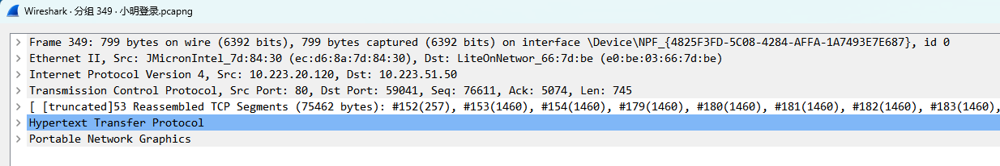 Wireshark · 分组 349 · 小明登录.pcapng
Frame 349: 799 bytes on wire (6392 bits), 799 bytes captured (6392 bits) on interface \Device\NPF_{4825F3FD-5C08-4284-AFFA-1A7493E7E687}, id 0
Ethernet II, Src: JMicronIntel_7d:84:30 (ec:d6:8a:7d:84:30), Dst: LiteOnNetwor_66:7d:be (e0:be:03:66:7d:be)
Internet Protocol Version 4, Src: 10.223.20.120, Dst: 10.223.51.50
Transmission Control Protocol, Src Port: 80, Dst Port: 59041, Seq: 76611, Ack: 5074, Len: 745
[ [truncated]53 Reassembled TCP Segments (75462 bytes): #152(257), #153(1460), #154(1460), #179(1460), #180(1460), #181(1460), #182(1460), #183(1460),
Hypertext Transfer Protocol
Portable Network Graphics